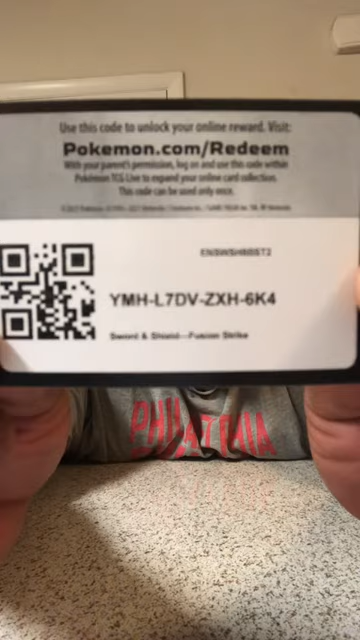 Use this code to unlock your online reward. Visit:
Pokemon.com/Redeem
With your parent's permission, log on and use this code within
Pokémon TCG Live to expand your online card collection.
This code can be used only once.
YMH-L7DV-ZXH-6K4
Sword & Shield—Fusion Strike
PHILADELPHIA